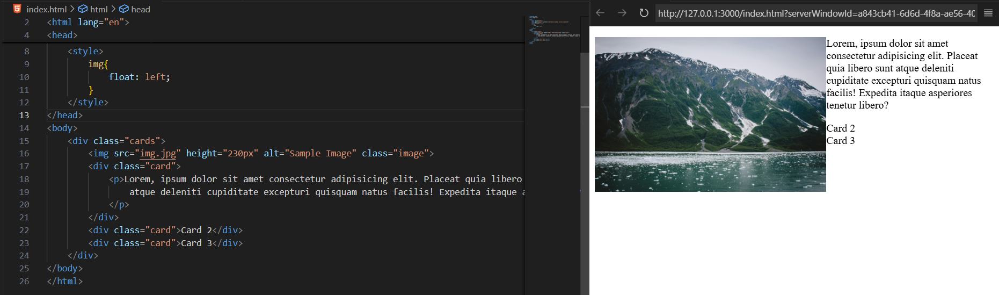 index.html > html > head
2 <html lang="en">
4 <head>
8 <style>
9 img{
10 float: left;
11 }
12 </style>
13 </head>
14 <body>
15 <div class="cards">
16 <img src="img.jpg" height="230px" alt="Sample Image" class="image">
17 <div class="card">
18 <p>Lorem, ipsum dolor sit amet consectetur adipisicing elit. Placeat quia libero
19 atque deleniti cupiditate excepturi quisquam natus facilis! Expedita itaque
20 </p>
21 </div>
22 <div class="card">Card 2</div>
23 <div class="card">Card 3</div>
24 </div>
25 </body>
26 </html>
http://127.0.0.1:3000/index.html?serverWindowId=a843cb41-6d6d-4f8a-ae56-40
Lorem, ipsum dolor sit amet
consectetur adipisicing elit. Placeat
quia libero sunt atque deleniti
cupiditate excepturi quisquam natus
facilis! Expedita itaque asperiores
tenetur libero?
Card 2
Card 3